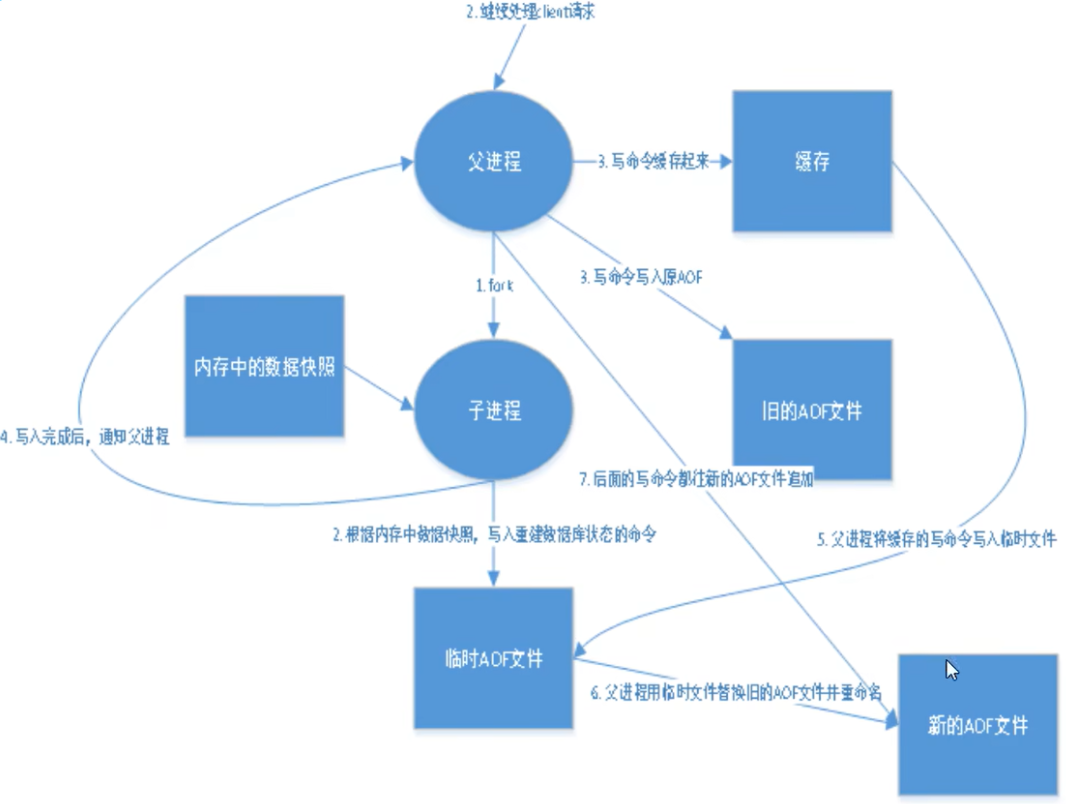 2.继续处理client请求
父进程
3.写命令缓存起来
缓存
1.fork
3.写命令写入原AOF
内存中的数据快照
子进程
旧的AOF文件
4.写入完成后，通知父进程
7.后面的写命令都往新的AOF文件追加
2.根据内存中数据快照，写入重建数据库状态的命令
5.父进程将缓存的写命令写入临时文件
临时AOF文件
6.父进程用临时文件替换旧的AOF文件并重命名
新的AOF文件